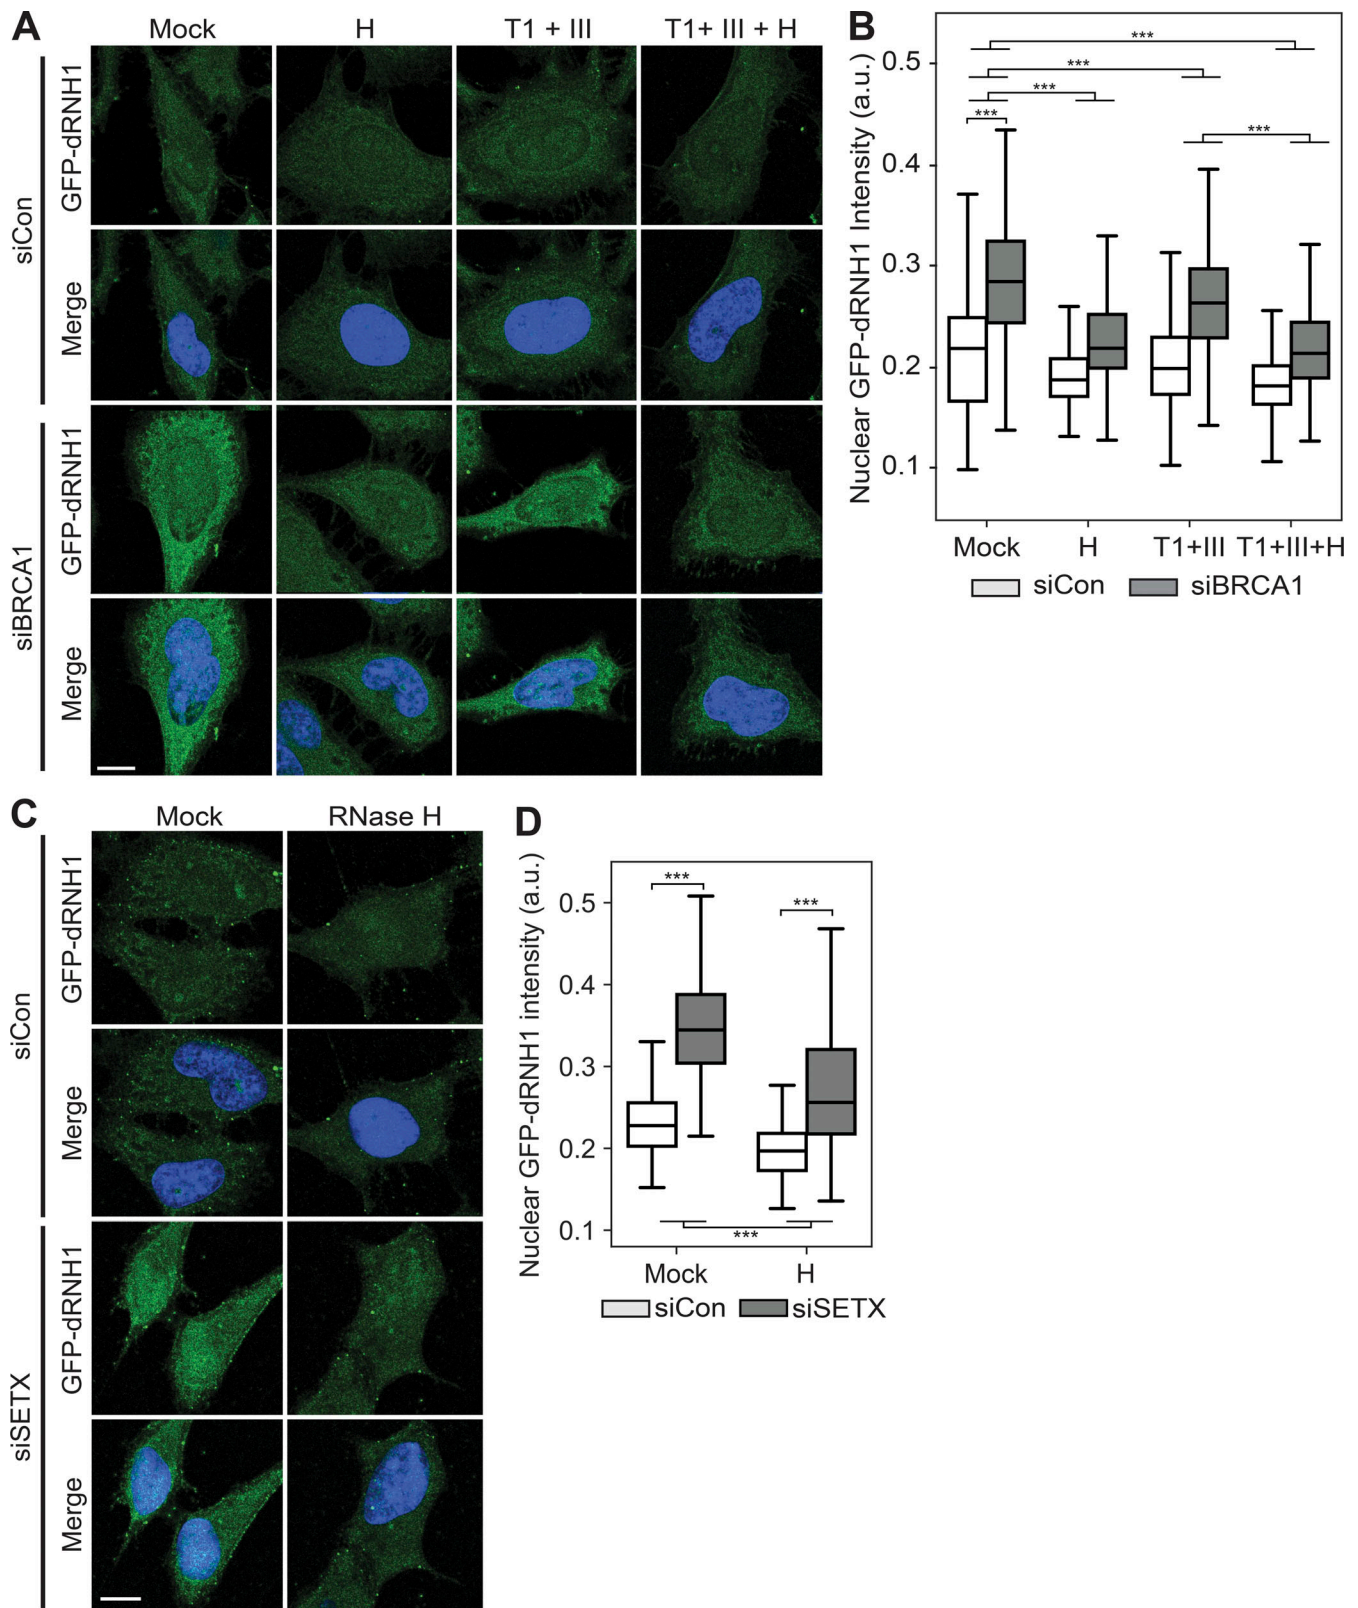 A
Mock
H
T1 + III
T1+ III + H
siCon
GFP-dRNH1
Merge
siBRCA1
GFP-dRNH1
Merge
B
Nuclear GFP-dRNH1 Intensity (a.u.)
0.5
0.4
0.3
0.2
0.1
***
***
***
***
***
Mock
H
T1+III
T1+III+H
siCon
siBRCA1
C
Mock
RNase H
siCon
GFP-dRNH1
Merge
siSETX
GFP-dRNH1
Merge
D
Nuclear GFP-dRNH1 intensity (a.u.)
0.5
0.4
0.3
0.2
0.1
***
***
***
Mock
H
siCon
siSETX